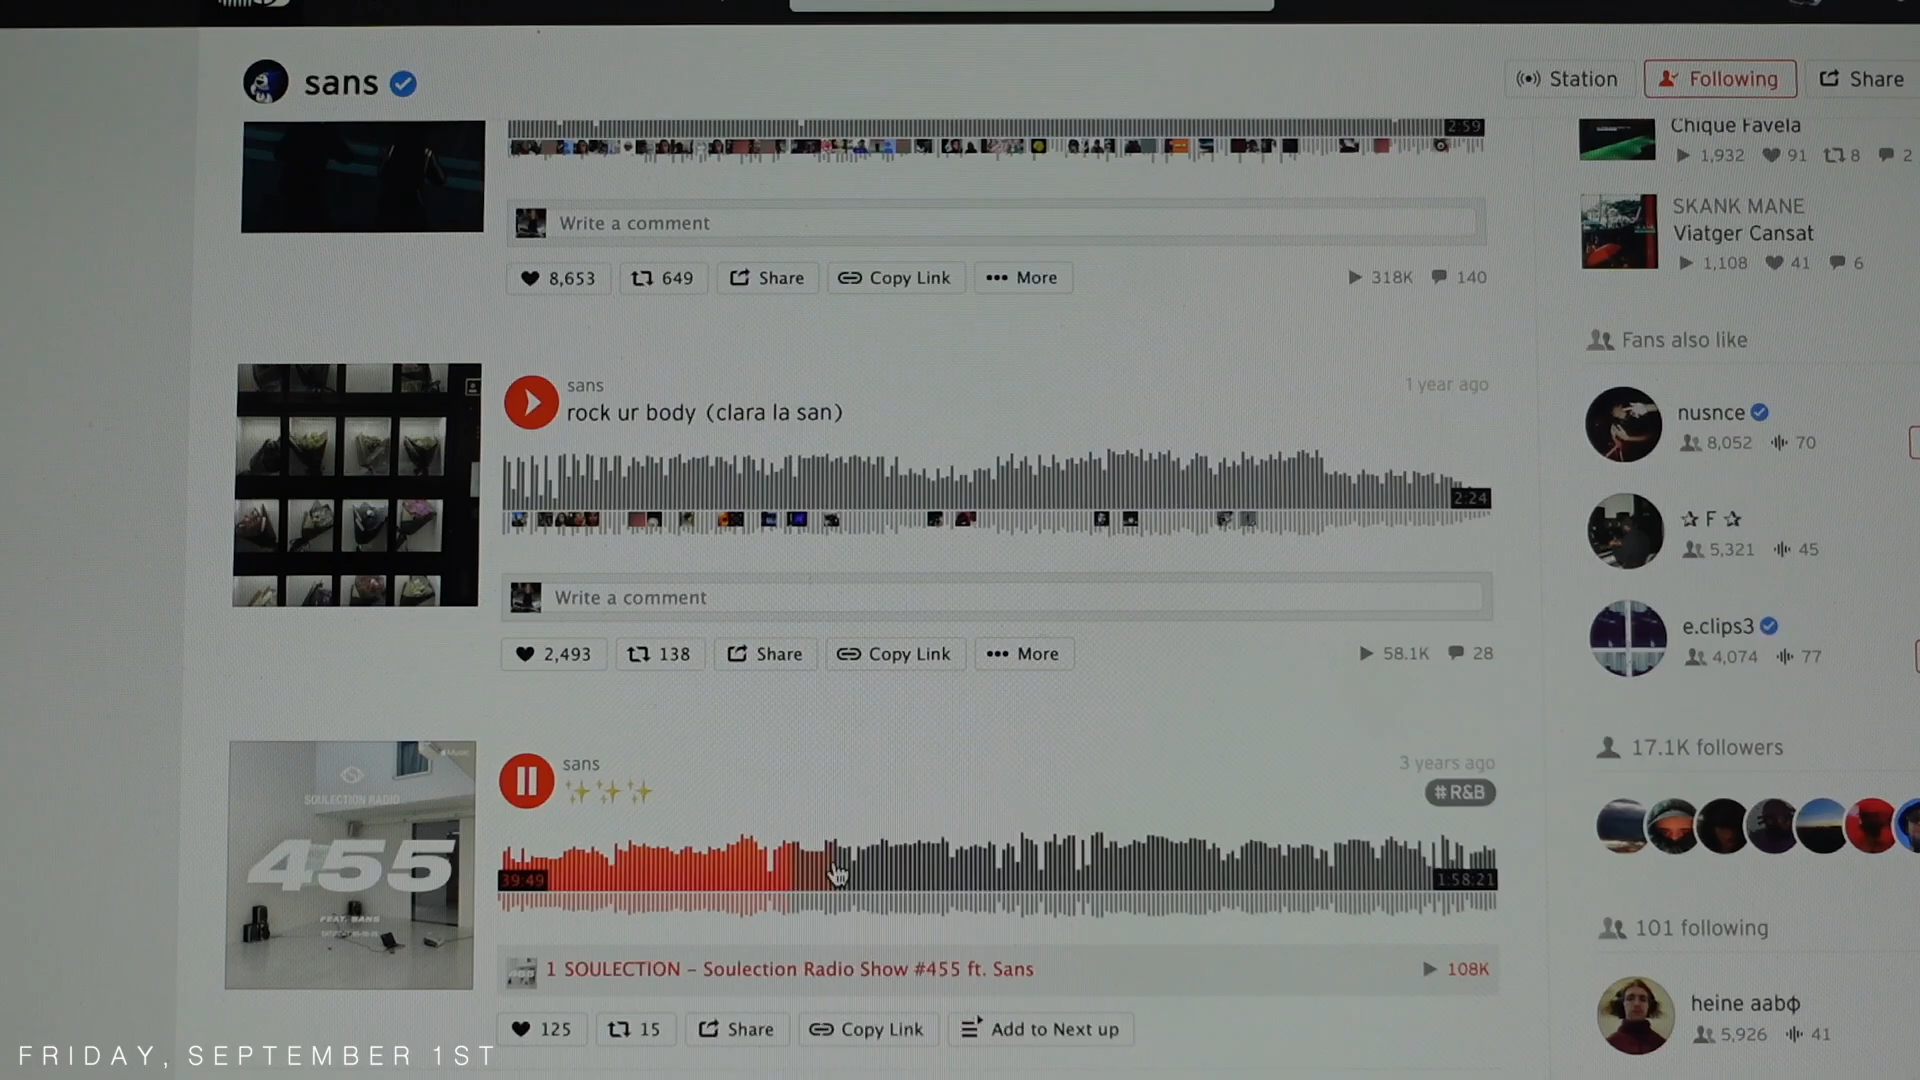 sans
Station
Following
Share
2:59
Write a comment
8,653
649
Share
Copy Link
More
318K
140
sans
rock ur body (clara la san)
1 year ago
2:24
Write a comment
2,493
138
Share
Copy Link
More
58.1K
28
SOULECTION RADIO
455
FEAT. SANS
sans
3 years ago
#R&B
39:49
1:58:21
1 SOULECTION – Soulection Radio Show #455 ft. Sans
108K
125
15
Share
Copy Link
Add to Next up
Chique Favela
1,932
91
8
2
SKANK MANE
Viatger Cansat
1,108
41
6
Fans also like
nusnce
8,052
70
☆ F ☆
5,321
45
e.clips3
4,074
77
17.1K followers
101 following
heine aabф
5,926
41
FRIDAY, SEPTEMBER 1ST